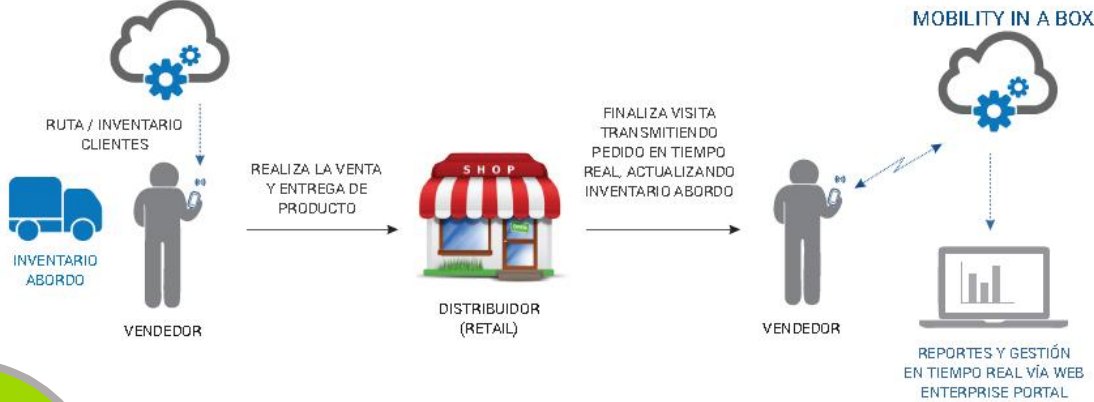 MOBILITY IN A BOX
RUTA / INVENTARIO
CLIENTES
INVENTARIO
ABORDO
VENDEDOR
REALIZA LA VENTA
Y ENTREGA DE
PRODUCTO
SHOP
DISTRIBUIDOR
(RETAIL)
FINALIZA VISITA
TRANSMITIENDO
PEDIDO EN TIEMPO
REAL, ACTUALIZANDO
INVENTARIO ABORDO
VENDEDOR
REPORTES Y GESTIÓN
EN TIEMPO REAL VÍA WEB
ENTERPRISE PORTAL